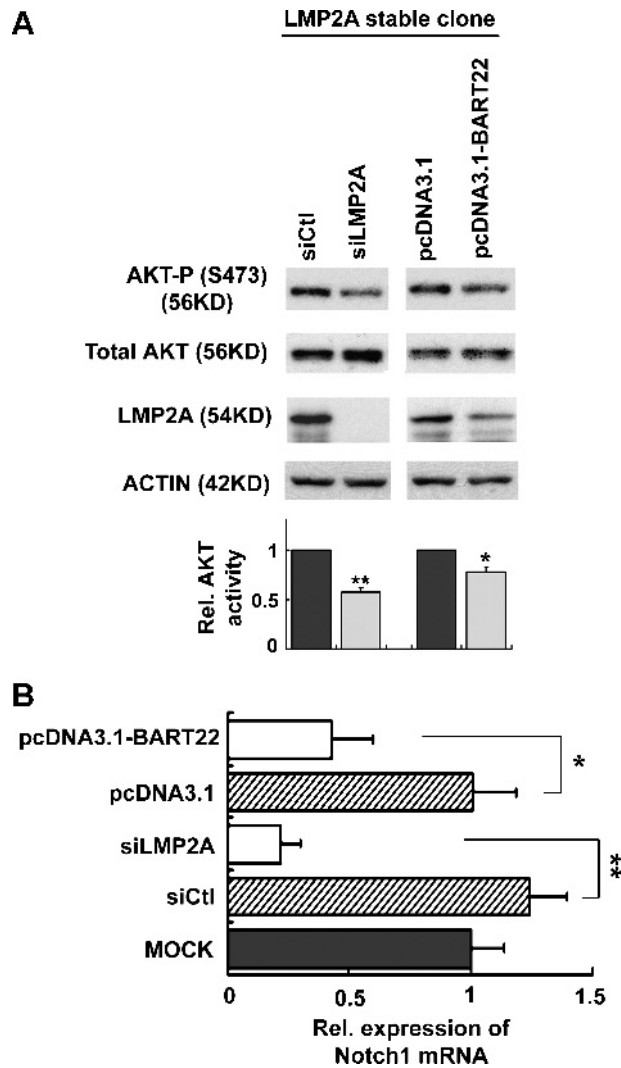 A
LMP2A stable clone
siCtl
siLMP2A
pcDNA3.1
pcDNA3.1-BART22
AKT-P (S473)
(56KD)
Total AKT (56KD)
LMP2A (54KD)
ACTIN (42KD)
Rel. AKT
activity
1
0.5
0
**
*
B
pcDNA3.1-BART22
pcDNA3.1
siLMP2A
siCtl
MOCK
*
**
0 0.5 1 1.5
Rel. expression of
Notch1 mRNA